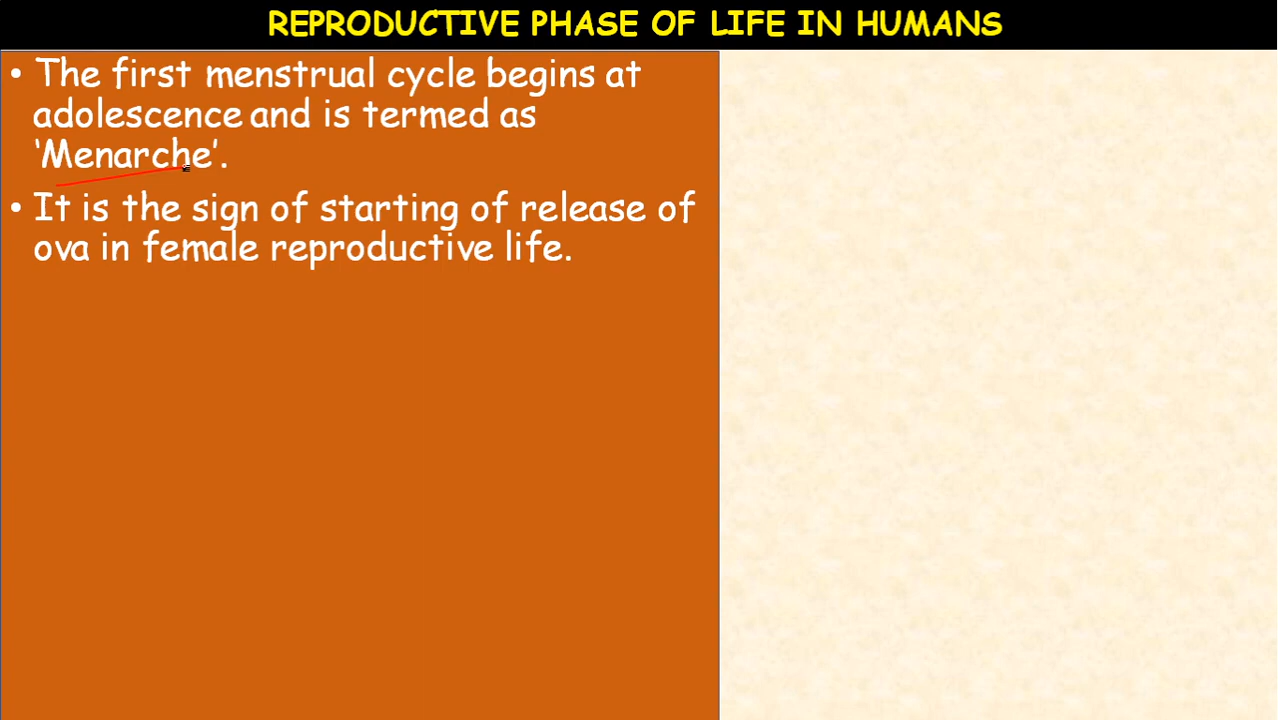 REPRODUCTIVE PHASE OF LIFE IN HUMANS
• The first menstrual cycle begins at
adolescence and is termed as
‘Menarche’.
• It is the sign of starting of release of
ova in female reproductive life.